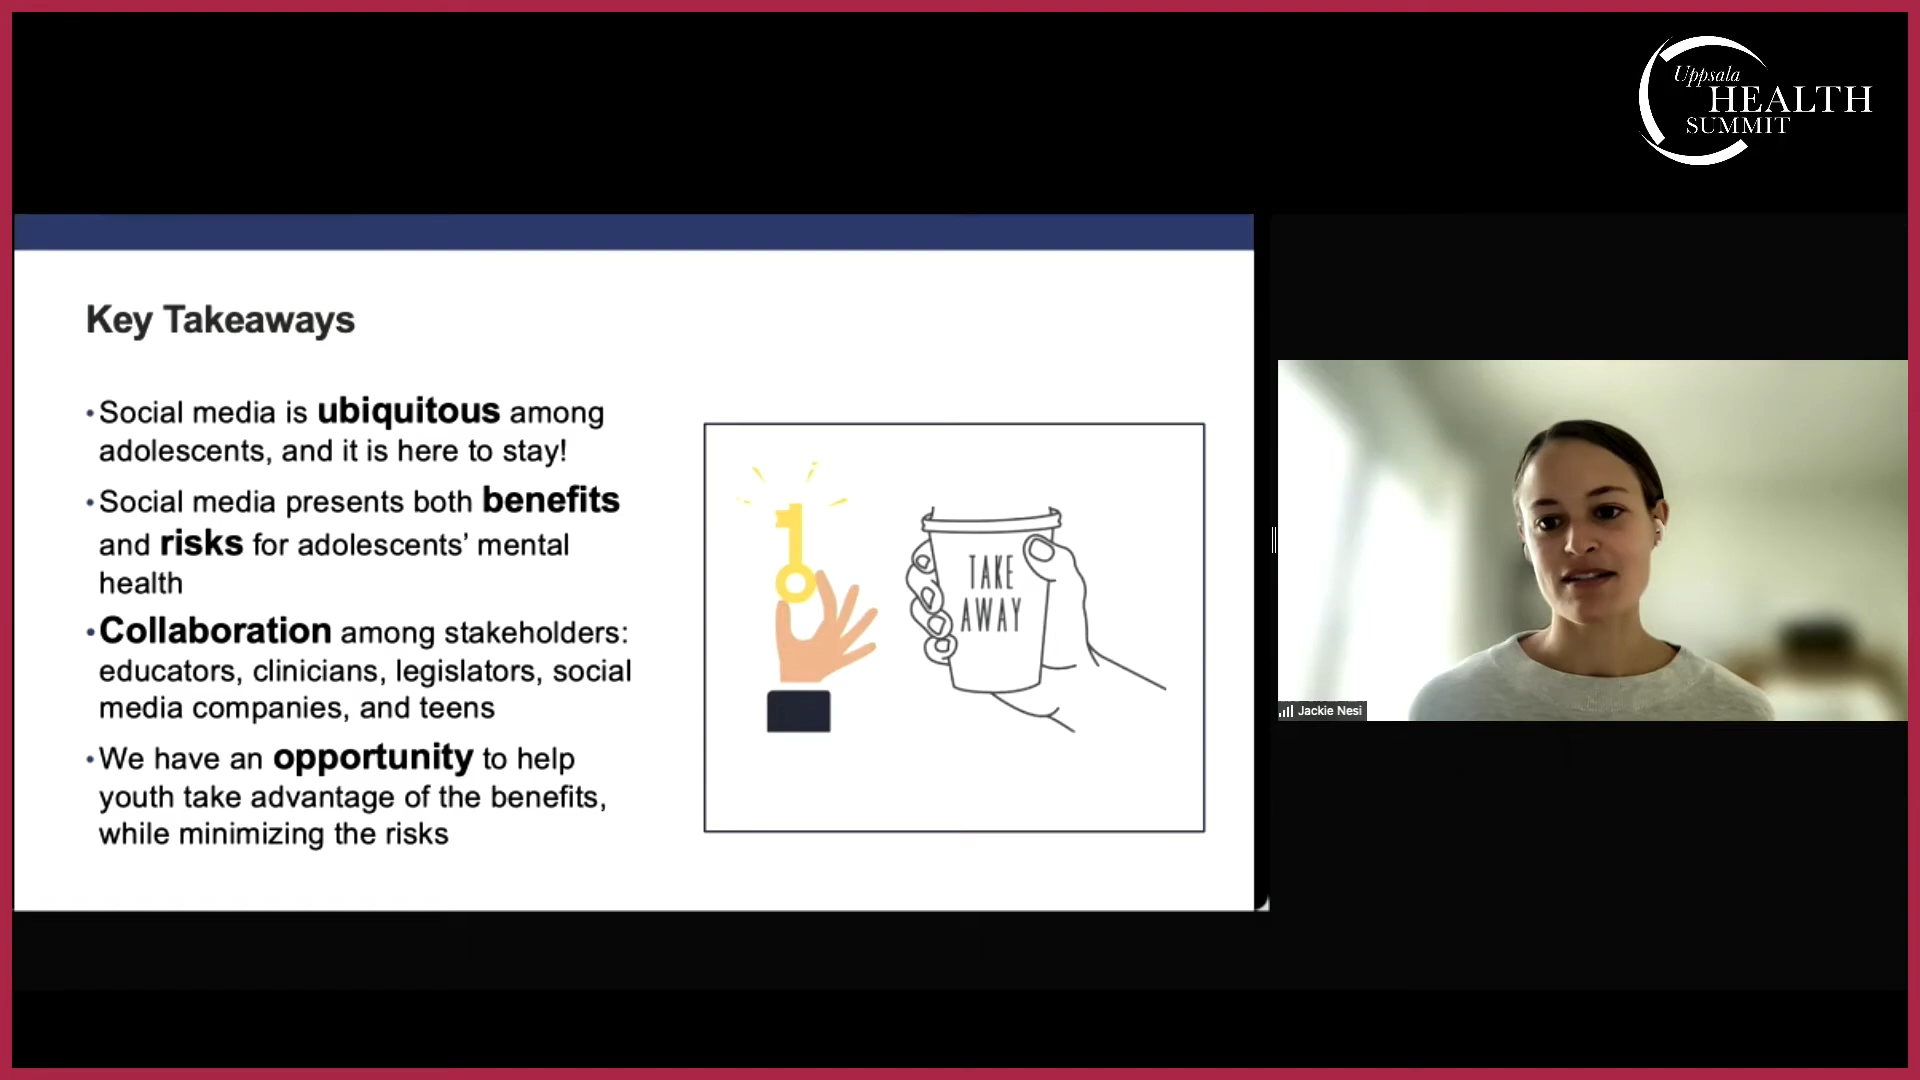 Uppsala
HEALTH
SUMMIT
Key Takeaways
• Social media is ubiquitous among
adolescents, and it is here to stay!
• Social media presents both benefits
and risks for adolescents’ mental
health
• Collaboration among stakeholders:
educators, clinicians, legislators, social
media companies, and teens
• We have an opportunity to help
youth take advantage of the benefits,
while minimizing the risks
TAKE
AWAY
Jackie Nesi